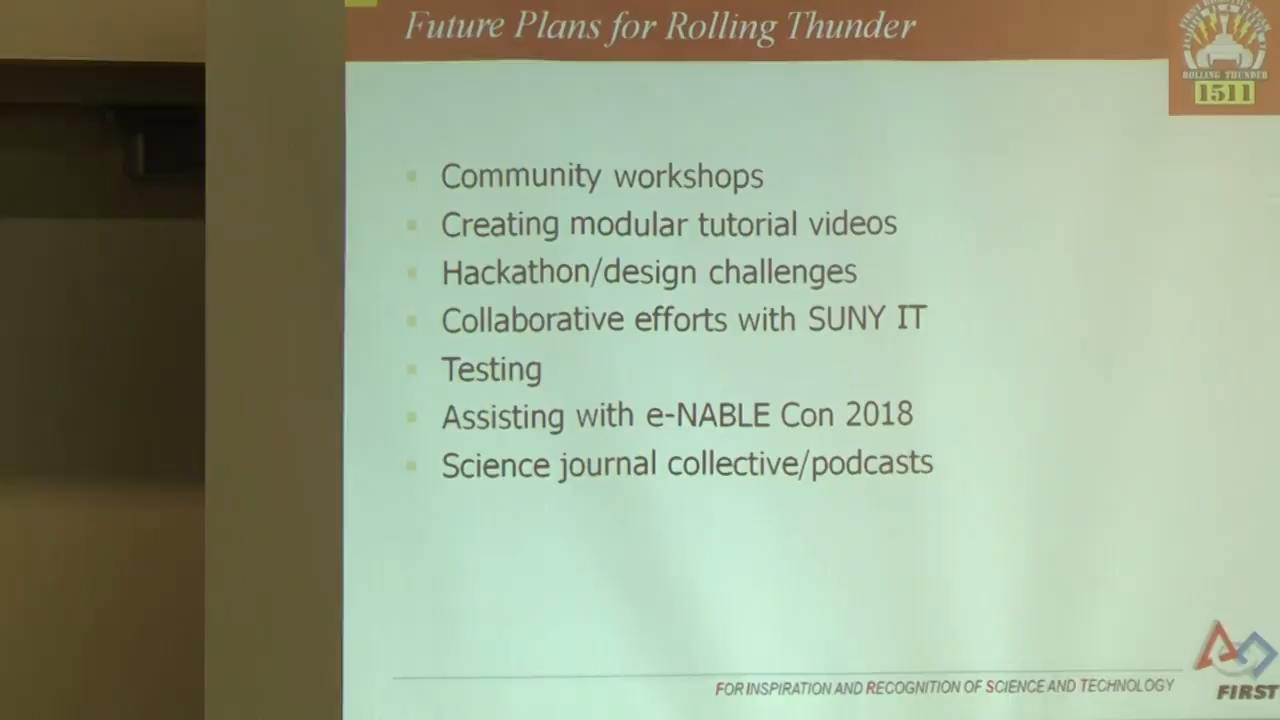 Future Plans for Rolling Thunder
ROLLING THUNDER
1511
Community workshops
Creating modular tutorial videos
Hackathon/design challenges
Collaborative efforts with SUNY IT
Testing
Assisting with e-NABLE Con 2018
Science journal collective/podcasts
FOR INSPIRATION AND RECOGNITION OF SCIENCE AND TECHNOLOGY
FIRST